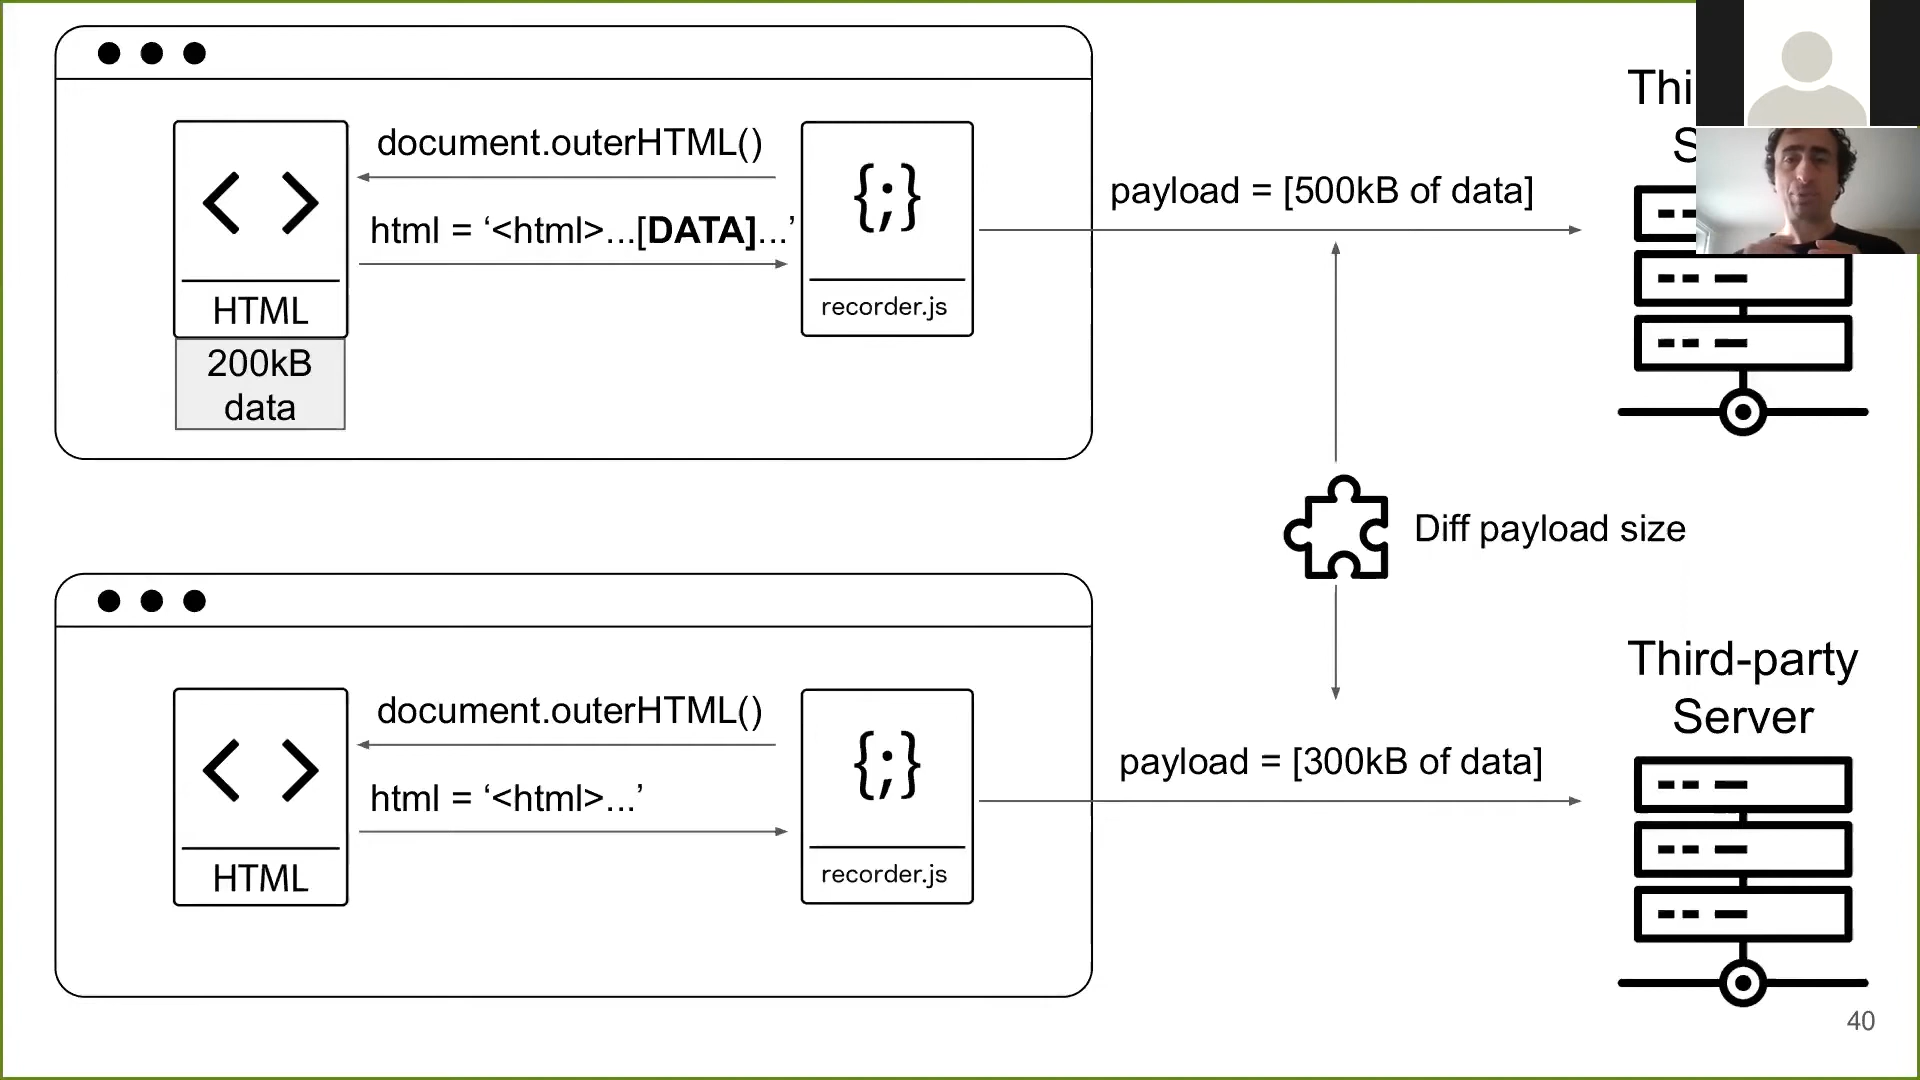 document.outerHTML()
html = ‘<html>...[DATA]...’
HTML
200kB
data
{;}
recorder.js
payload = [500kB of data]
Thi
S
Diff payload size
document.outerHTML()
html = ‘<html>...’
HTML
{;}
recorder.js
payload = [300kB of data]
Third-party
Server
40